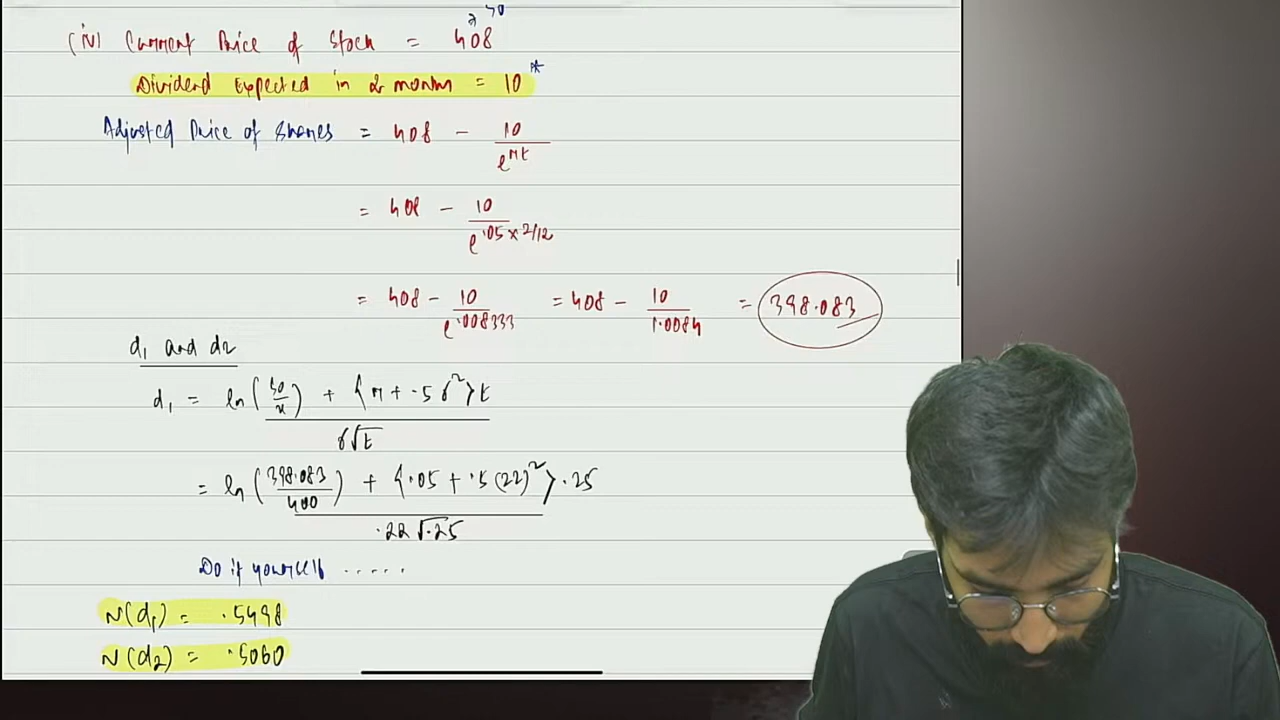 s0
(iv) Current Price of Stock = 408
Dividend Expected in 2 months = 10
Adjusted Price of Shares = 408 - 10/e^rt
= 408 - 10/e^.05×2/12
= 408 - 10/e^.008333 = 408 - 10/1.0084 = 398.083
d1 and d2
d1 = ln(s0/x) + {r + .5σ²}t / σ√t
= ln(398.083/400) + {.05 + .5(22)²}.25 / .22√.25
Do it yourself .....
N(d1) = .5498
N(d2) = .5060